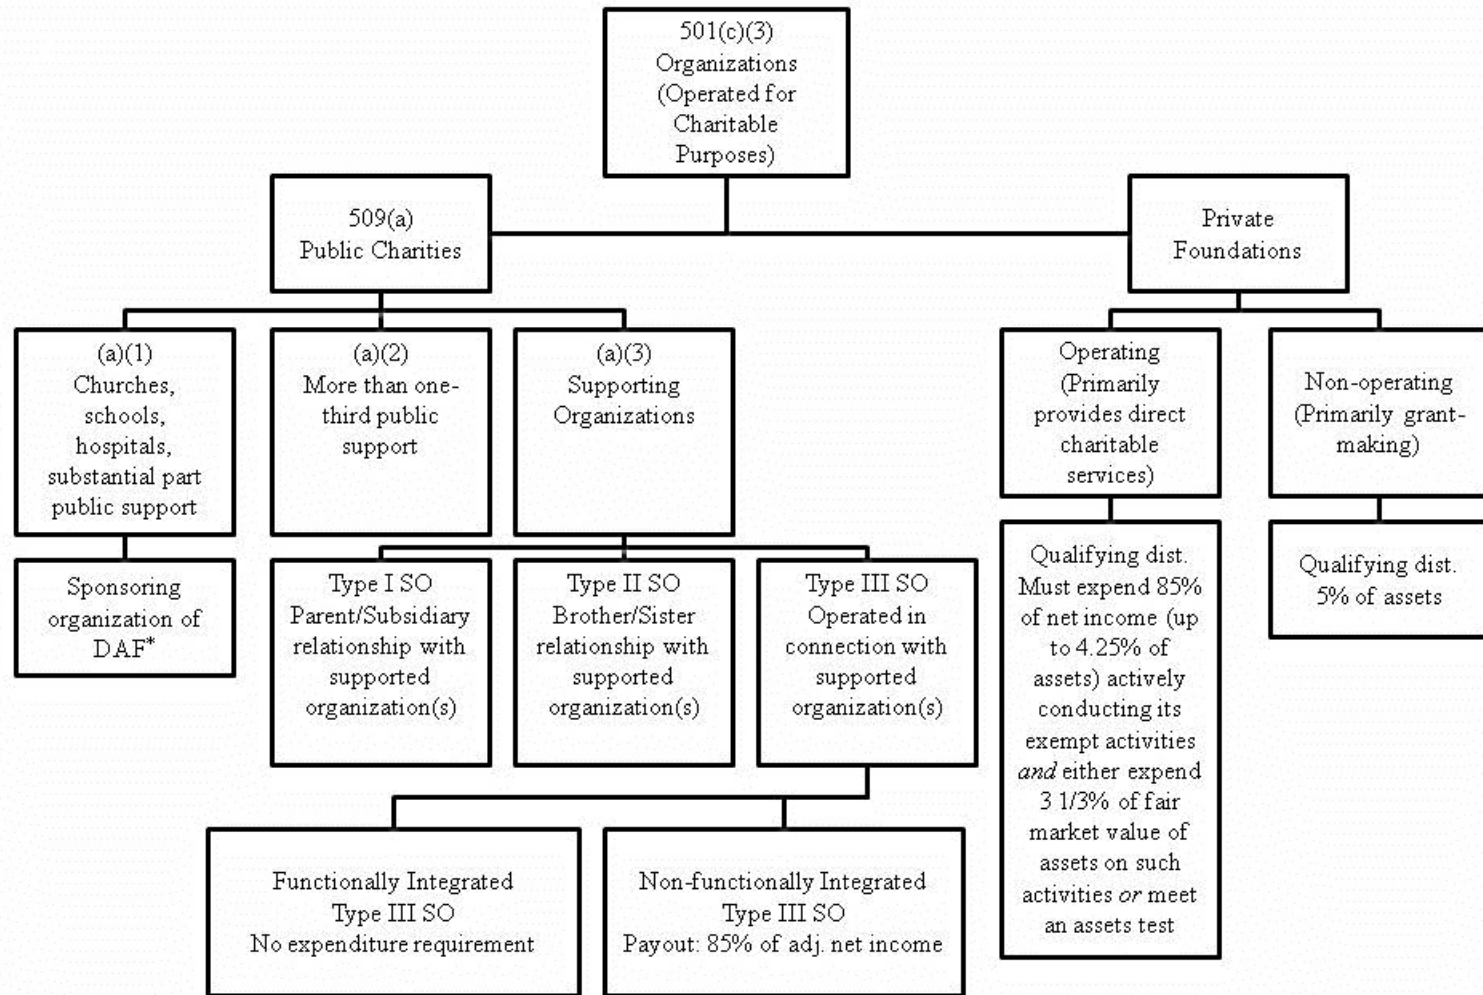 501(c)(3)
Organizations
(Operated for
Charitable
Purposes)
509(a)
Public Charities
Private
Foundations
(a)(1)
Churches,
schools,
hospitals,
substantial part
public support
(a)(2)
More than one-
third public
support
(a)(3)
Supporting
Organizations
Operating
(Primarily
provides direct
charitable
services)
Non-operating
(Primarily grant-
making)
Sponsoring
organization of
DAF*
Type I SO
Parent/Subsidiary
relationship with
supported
organization(s)
Type II SO
Brother/Sister
relationship with
supported
organization(s)
Type III SO
Operated in
connection with
supported
organization(s)
Qualifying dist.
Must expend 85%
of net income (up
to 4.25% of
assets) actively
conducting its
exempt activities
and either expend
3 1/3% of fair
market value of
assets on such
activities or meet
an assets test
Qualifying dist.
5% of assets
Functionally Integrated
Type III SO
No expenditure requirement
Non-functionally Integrated
Type III SO
Payout: 85% of adj. net income